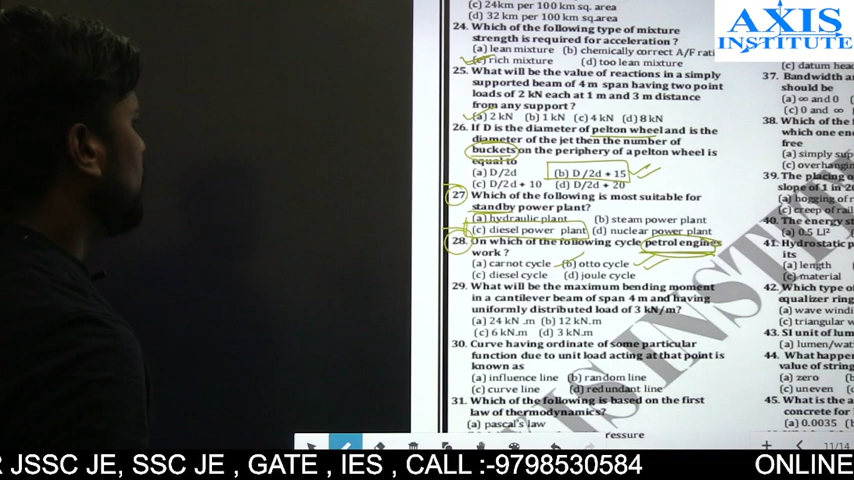 (c) 24km per 100 km sq. area
(d) 32 km per 100 km sq.area
24. Which of the following type of mixture
strength is required for acceleration ?
(a) lean mixture (b) chemically correct A/F rati
(c) rich mixture (d) too lean mixture
25. What will be the value of reactions in a simply
supported beam of 4 m span having two point
loads of 2 kN each at 1 m and 3 m distance
from any support ?
(a) 2 kN (b) 1 kN (c) 4 kN (d) 8 kN
26. If D is the diameter of pelton wheel and is the
diameter of the jet then the number of
buckets on the periphery of a pelton wheel is
equal to
(a) D/2d (b) D/2d + 15
(c) D/2d + 10 (d) D/2d + 20
27. Which of the following is most suitable for
standby power plant?
(a) hydraulic plant (b) steam power plant
(c) diesel power plant (d) nuclear power plant
28. On which of the following cycle petrol engines
work ?
(a) carnot cycle (b) otto cycle
(c) diesel cycle (d) joule cycle
29. What will be the maximum bending moment
in a cantilever beam of span 4 m and having
uniformly distributed load of 3 kN/m?
(a) 24 kN .m (b) 12 kN.m
(c) 6 kN.m (d) 3 kN.m
30. Curve having ordinate of some particular
function due to unit load acting at that point is
known as
(a) influence line (b) random line
(c) curve line (d) redundant line
31. Which of the following is based on the first
law of thermodynamics?
(a) pascal's law
ressure
AXIS
INSTITUTE
(c) datum hea
37. Bandwidth a
should be
(a) ∞ and 0
(c) 0 and ∞
38. Which of the
which one en
free
(a) simply sup
(c) overhangin
39. The placing o
slope of 1 in 20
(a) hogging of r
(c) creep of rail
40. The energy st
(a) 0.5 LI²
41. Hydrostatic p
its
(a) length
(c) material
42. Which type o
equalizer ring
(a) wave windi
(c) triangular w
43. SI unit of lum
(a) lumen/wat
44. What happen
value of string
(a) zero (b
(c) uneven (d
45. What is the a
concrete for
(a) 0.0035 (b
11/14
R JSSC JE, SSC JE , GATE , IES , CALL :-9798530584 ONLINE